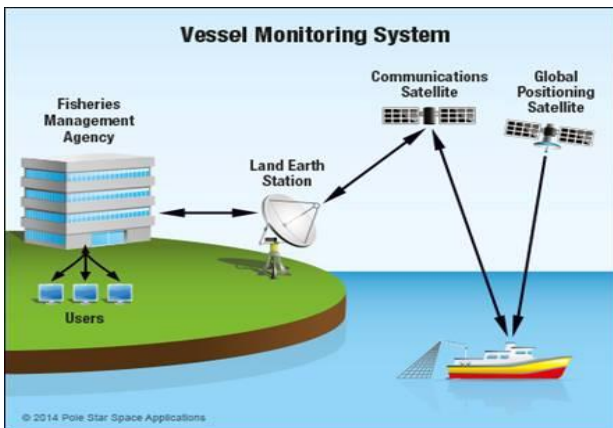 Vessel Monitoring System
Communications
Satellite
Global
Positioning
Satellite
Fisheries
Management
Agency
Land Earth
Station
Users
© 2014 Pole Star Space Applications